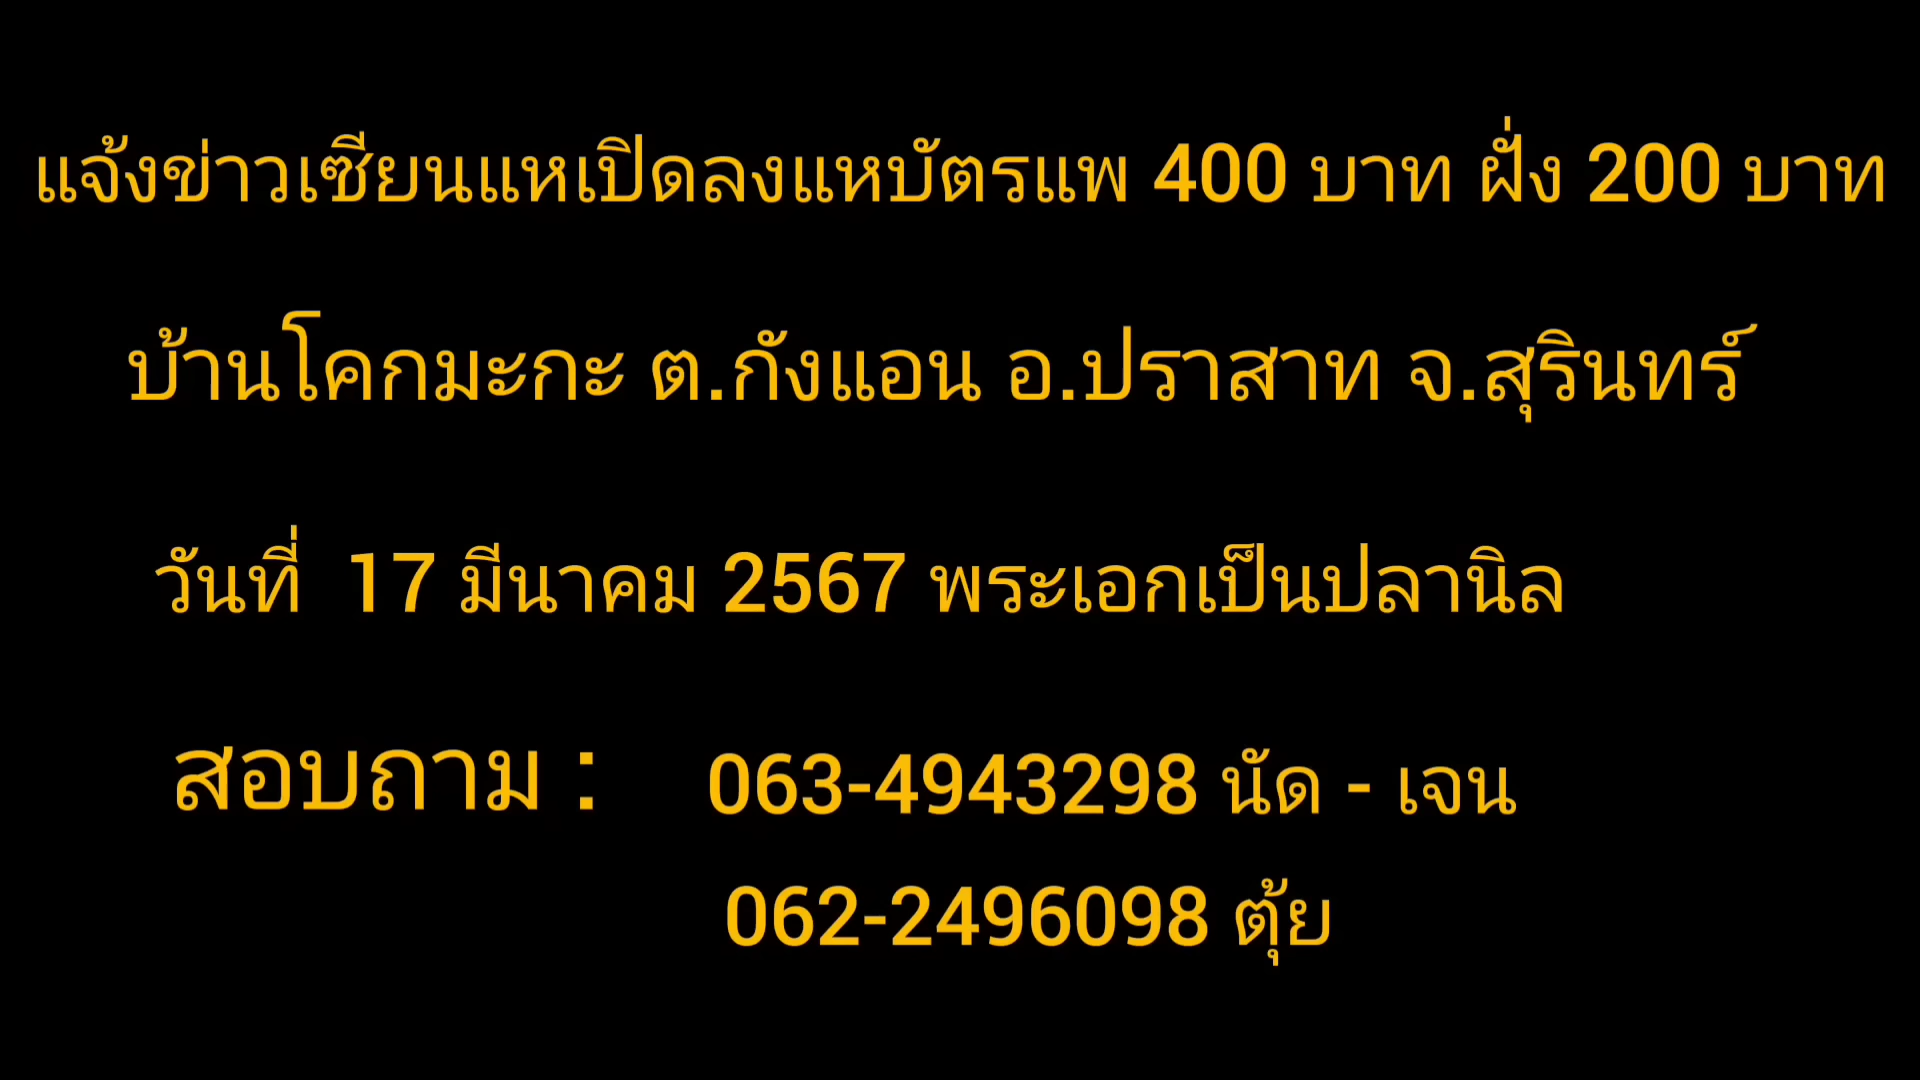 แจ้งข่าวเซียนแหเปิดลงแหบัตรแพ 400 บาท ฝั่ง 200 บาท
บ้านโคกมะกะ ต.กังแอน อ.ปราสาท จ.สุรินทร์
วันที่ 17 มีนาคม 2567 พระเอกเป็นปลานิล
สอบถาม : 063-4943298 นัด - เจน
062-2496098 ตุ้ย